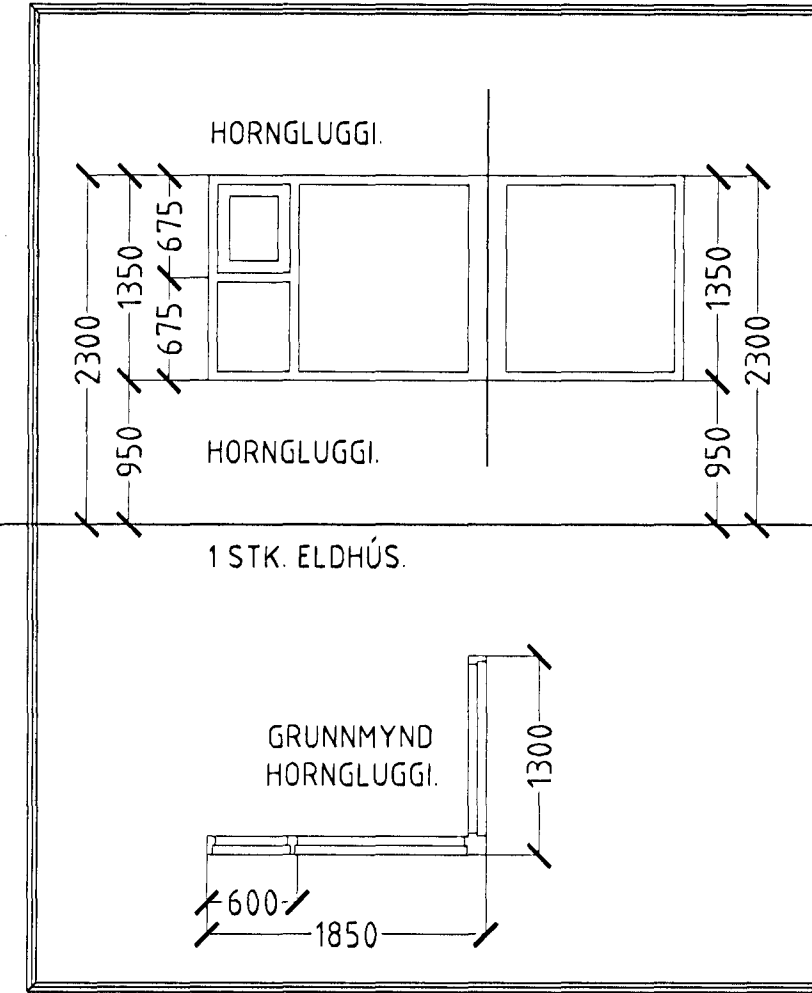 HORNGLUGGI.
2300
1350
675
675
950
1350
2300
950
HORNGLUGGI.
1 STK. ELDHÚS.
GRUNNMYND
HORNGLUGGI.
1300
600
1850